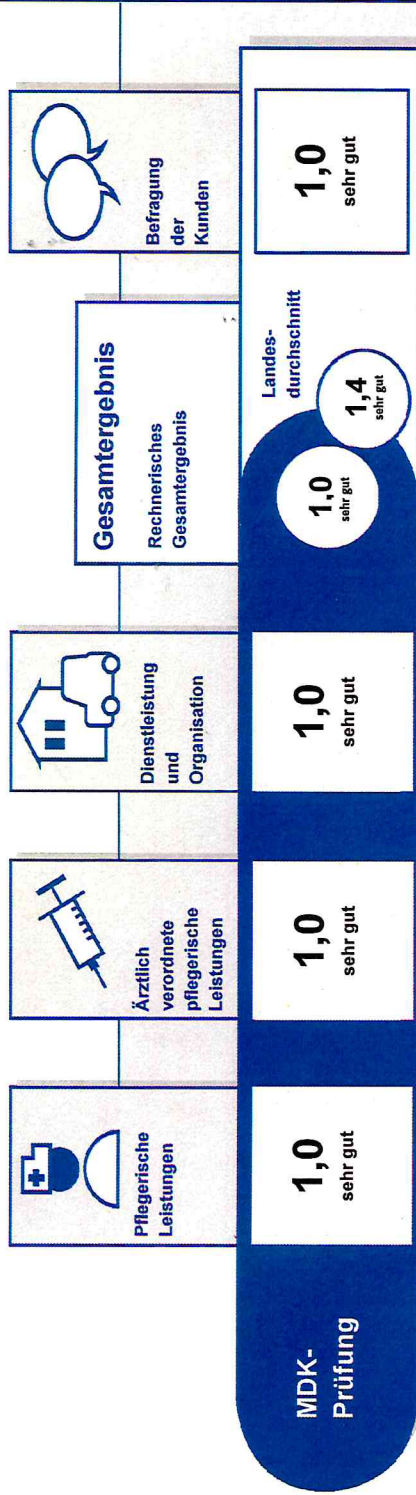 Pflegerische
Leistungen
Ärztlich
verordnete
pflegerische
Leistungen
Dienstleistung
und
Organisation
Gesamtergebnis
Rechnerisches
Gesamtergebnis
Befragung
der
Kunden
MDK-
Prüfung
1,0
sehr gut
1,0
sehr gut
1,0
sehr gut
1,0
sehr gut
Landes-
durchschnitt
1,4
sehr gut
1,0
sehr gut